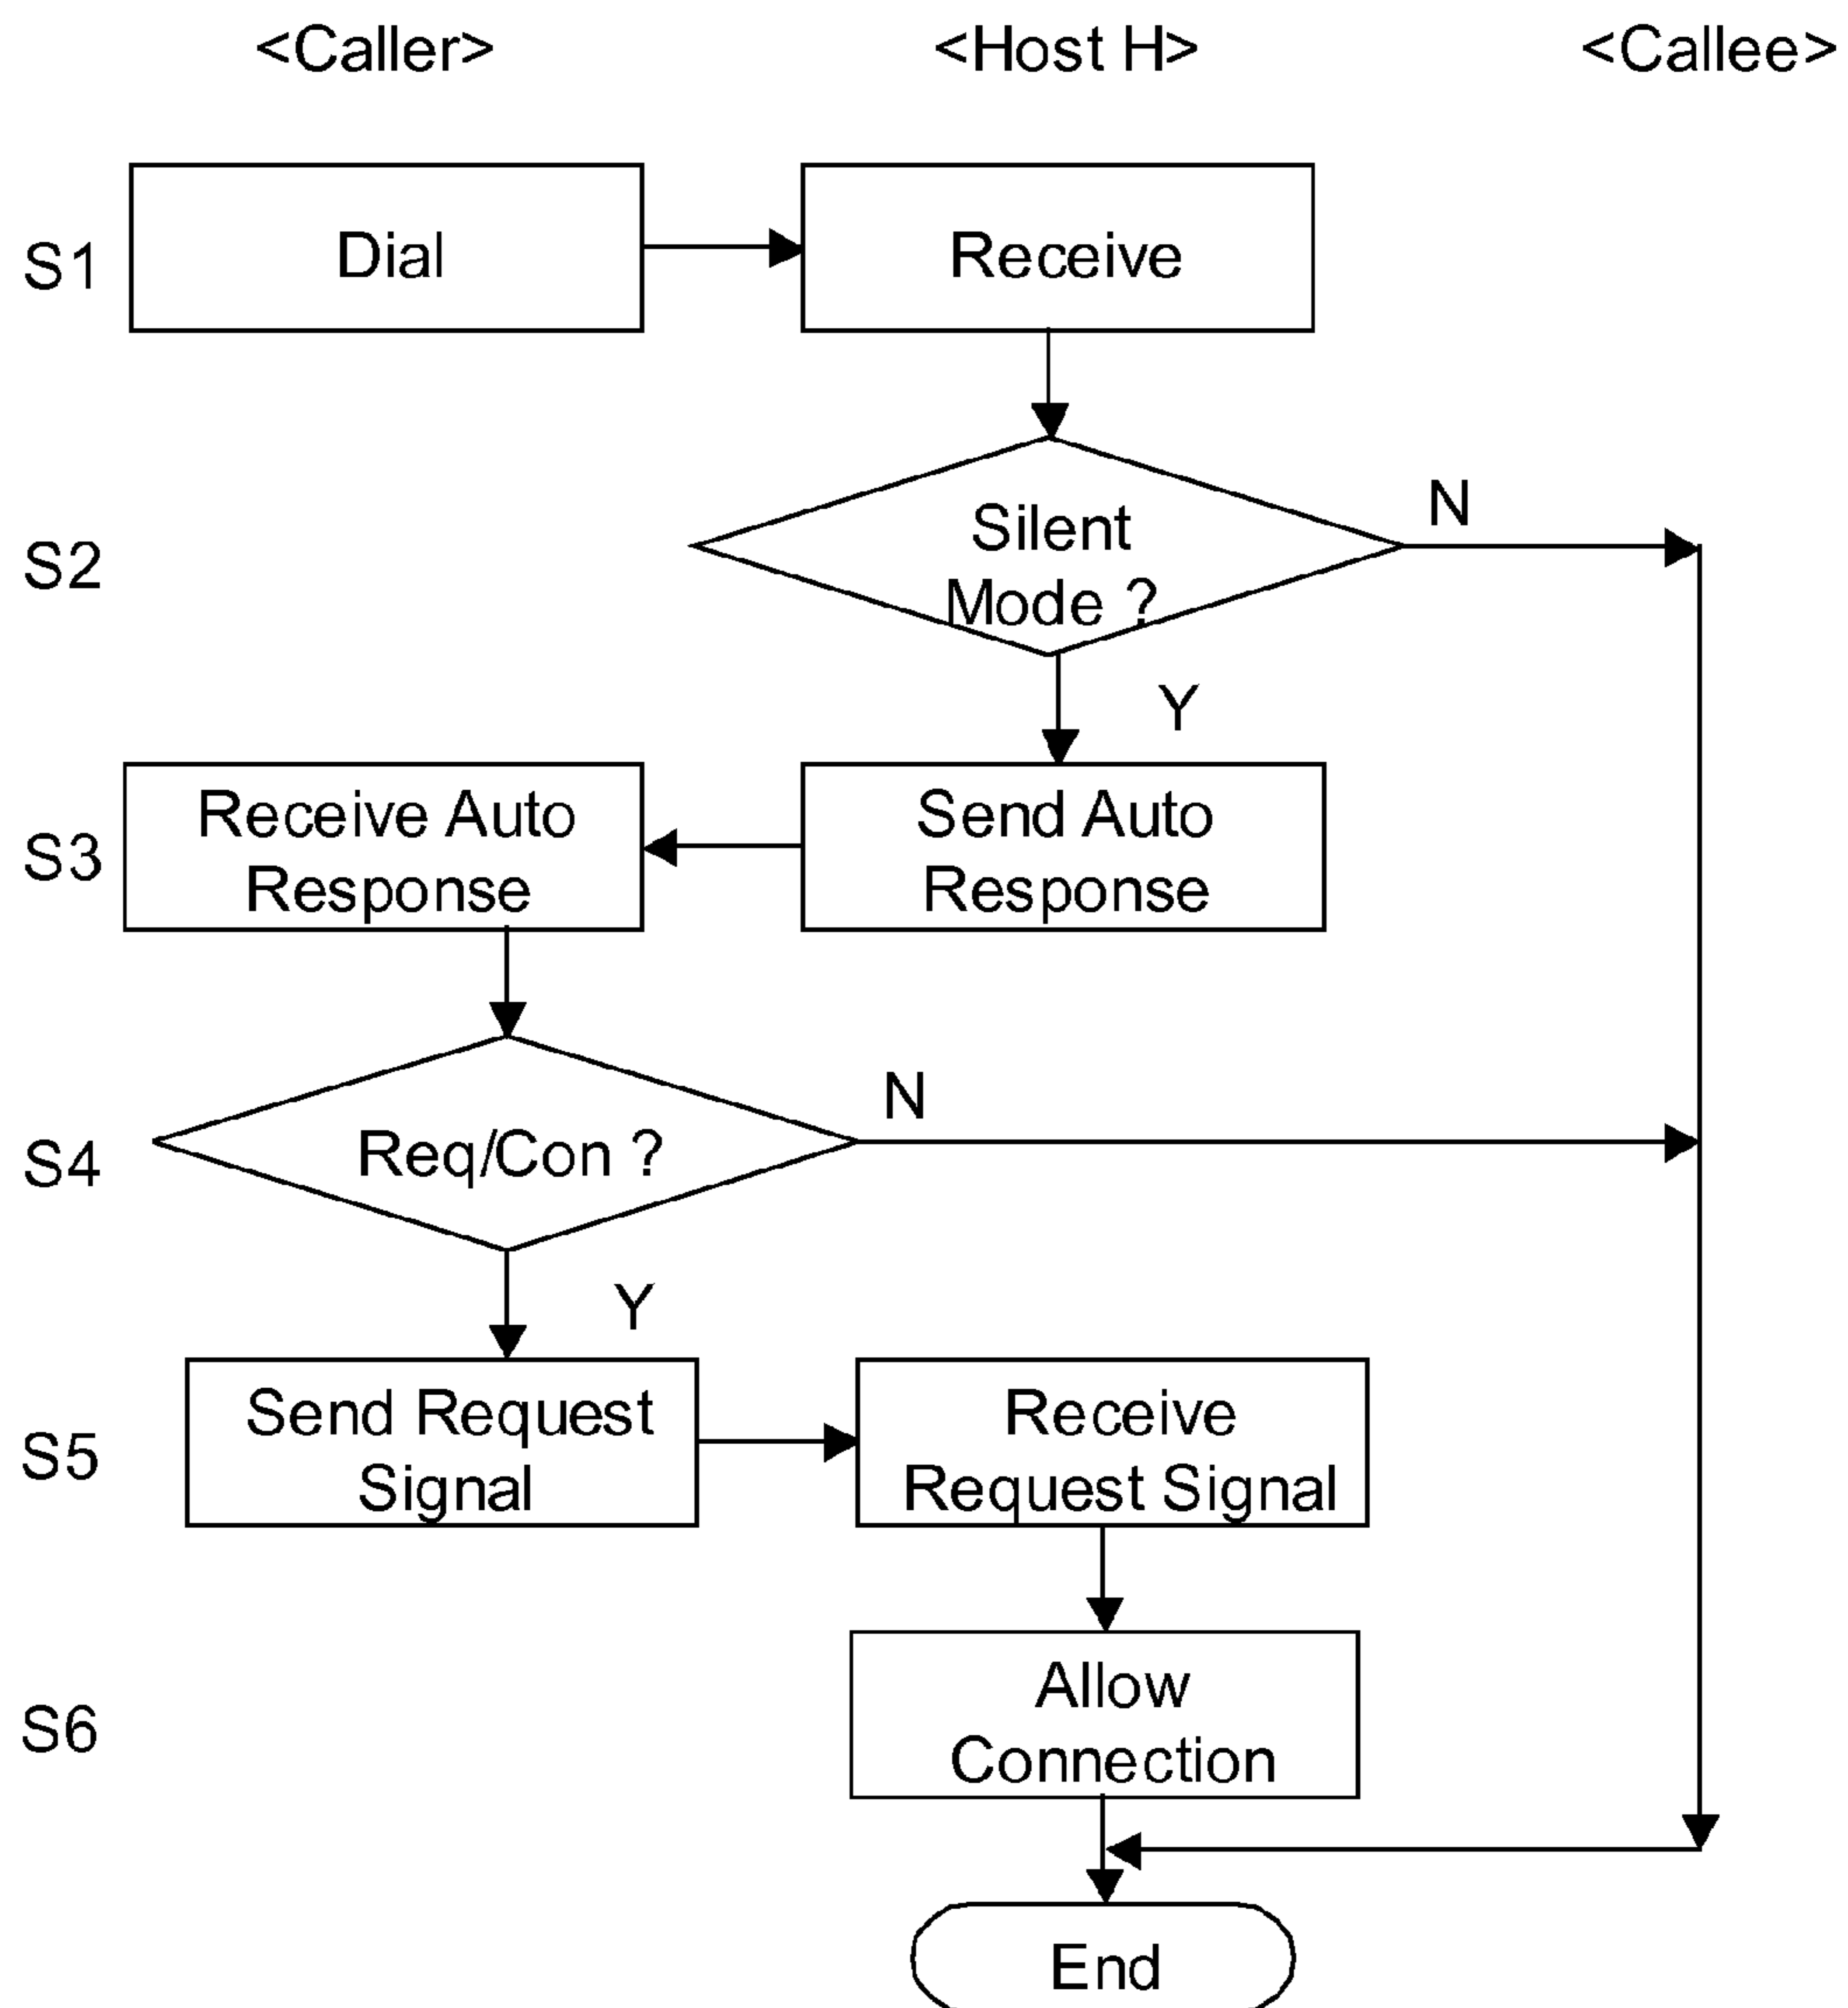 <Caller>
<Host H>
<Callee>
S1
Dial
Receive
S2
Silent
Mode ?
N
Y
S3
Receive Auto
Response
Send Auto
Response
S4
Req/Con ?
N
Y
S5
Send Request
Signal
Receive
Request Signal
S6
Allow
Connection
End